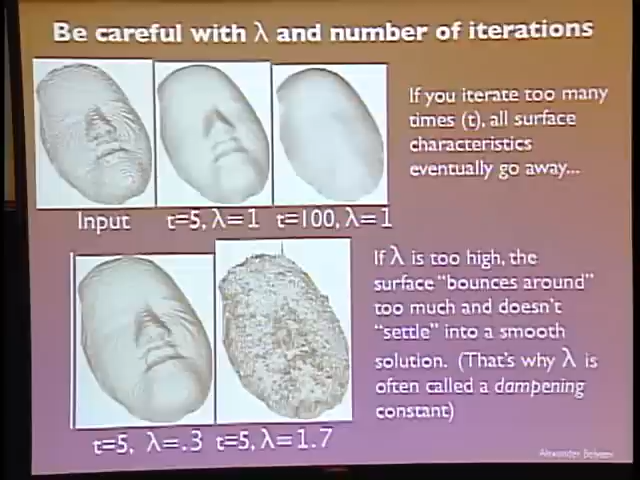 Be careful with λ and number of iterations
If you iterate too many
times (t), all surface
characteristics
eventually go away...
Input
t=5, λ=1
t=100, λ=1
If λ is too high, the
surface "bounces around"
too much and doesn't
"settle" into a smooth
solution. (That's why λ is
often called a dampening
constant)
t=5, λ=.3
t=5, λ=1.7
Alexander Belyaev